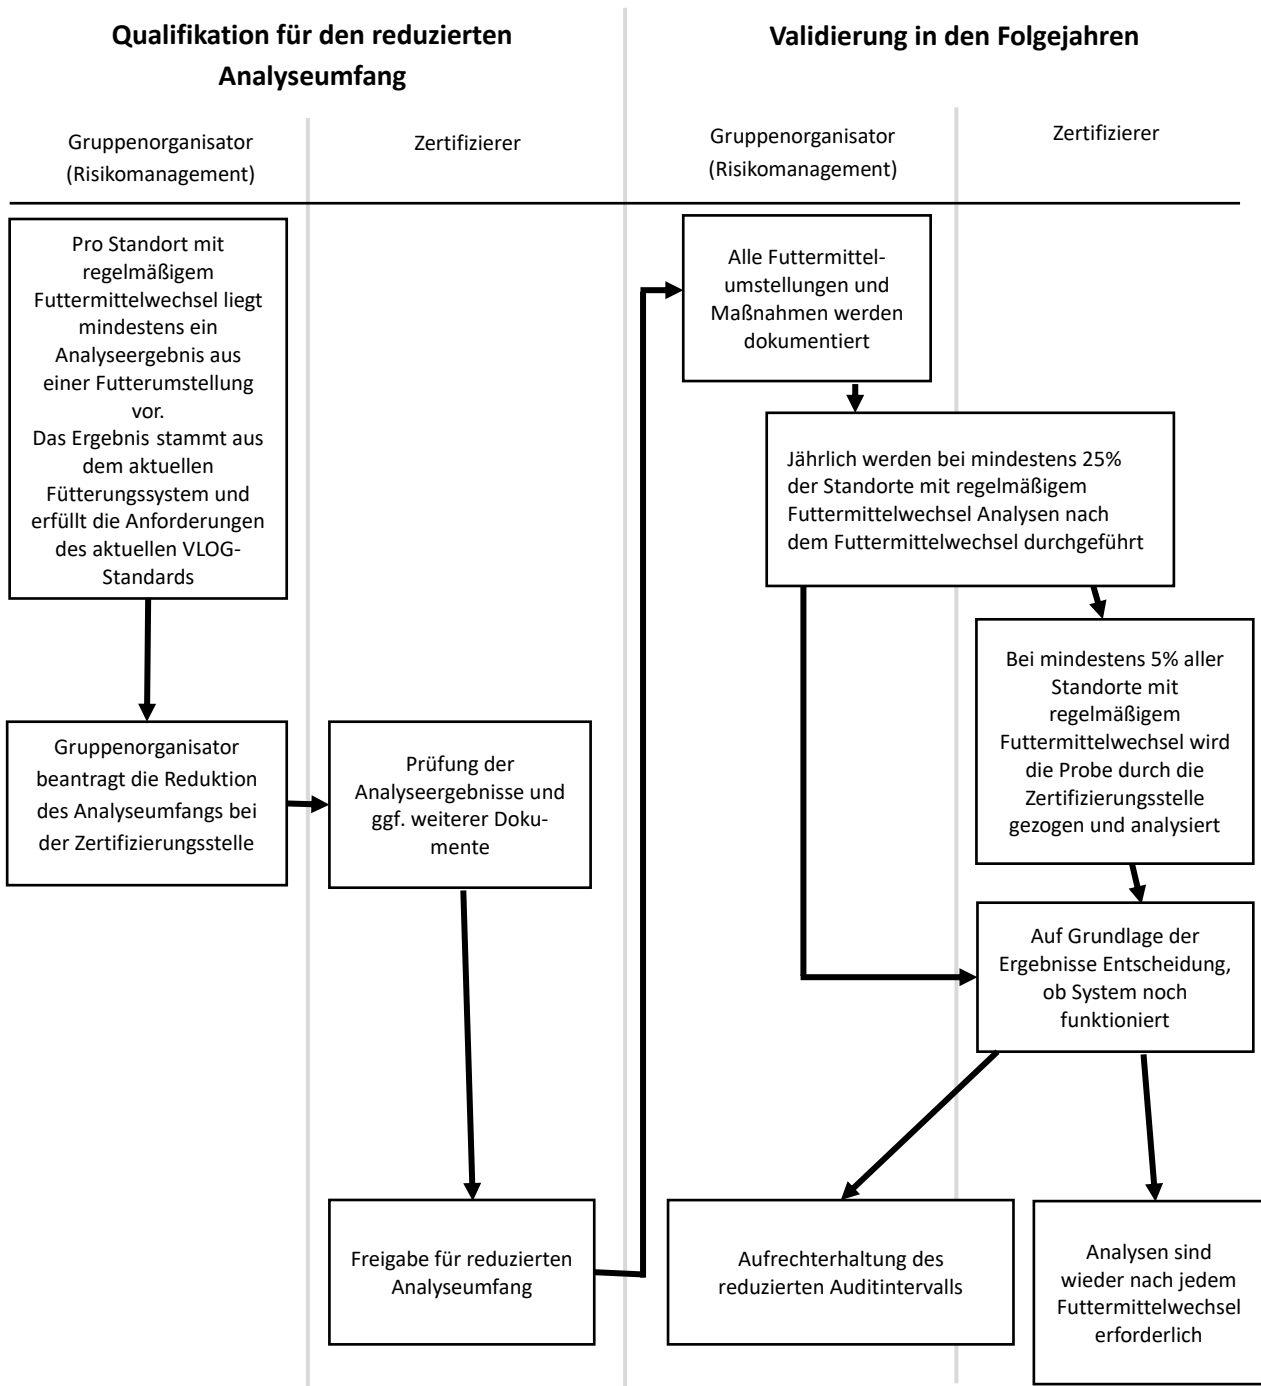 Qualifikation für den reduzierten
Analyseumfang
Validierung in den Folgejahren
Gruppenorganisator
(Risikomanagement)
Zertifizierer
Gruppenorganisator
(Risikomanagement)
Zertifizierer
Pro Standort mit
regelmäßigem
Futtermittelwechsel liegt
mindestens ein
Analyseergebnis aus
einer Futterumstellung
vor.
Das Ergebnis stammt aus
dem aktuellen
Fütterungssystem und
erfüllt die Anforderungen
des aktuellen VLOG-
Standards
Gruppenorganisator
beantragt die Reduktion
des Analyseumfangs bei
der Zertifizierungsstelle
Prüfung der
Analyseergebnisse und
ggf. weiterer Doku-
mente
Freigabe für reduzierten
Analyseumfang
Alle Futtermittel-
umstellungen und
Maßnahmen werden
dokumentiert
Jährlich werden bei mindestens 25%
der Standorte mit regelmäßigem
Futtermittelwechsel Analysen nach
dem Futtermittelwechsel durchgeführt
Bei mindestens 5% aller
Standorte mit
regelmäßigem
Futtermittelwechsel wird
die Probe durch die
Zertifizierungsstelle
gezogen und analysiert
Auf Grundlage der
Ergebnisse Entscheidung,
ob System noch
funktioniert
Aufrechterhaltung des
reduzierten Auditintervalls
Analysen sind
wieder nach jedem
Futtermittelwechsel
erforderlich